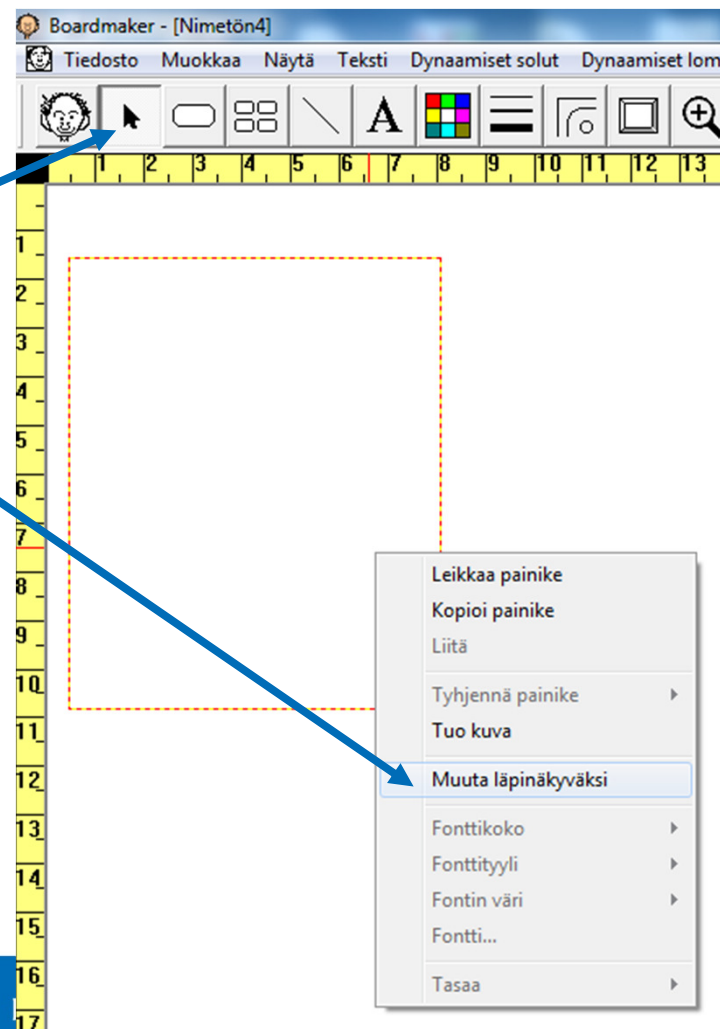 Boardmaker - [Nimetön4]
Tiedosto Muokkaa Näytä Teksti Dynaamiset solut Dynaamiset lom
A
1 2 3 4 5 6 7 8 9 10 11 12 13
1
2
3
4
5
6
7
8
9
10
11
12
13
14
15
16
17
Leikkaa painike
Kopioi painike
Liitä
Tyhjennä painike
Tuo kuva
Muuta läpinäkyväksi
Fonttikoko
Fonttityyli
Fontin väri
Fontti...
Tasaa